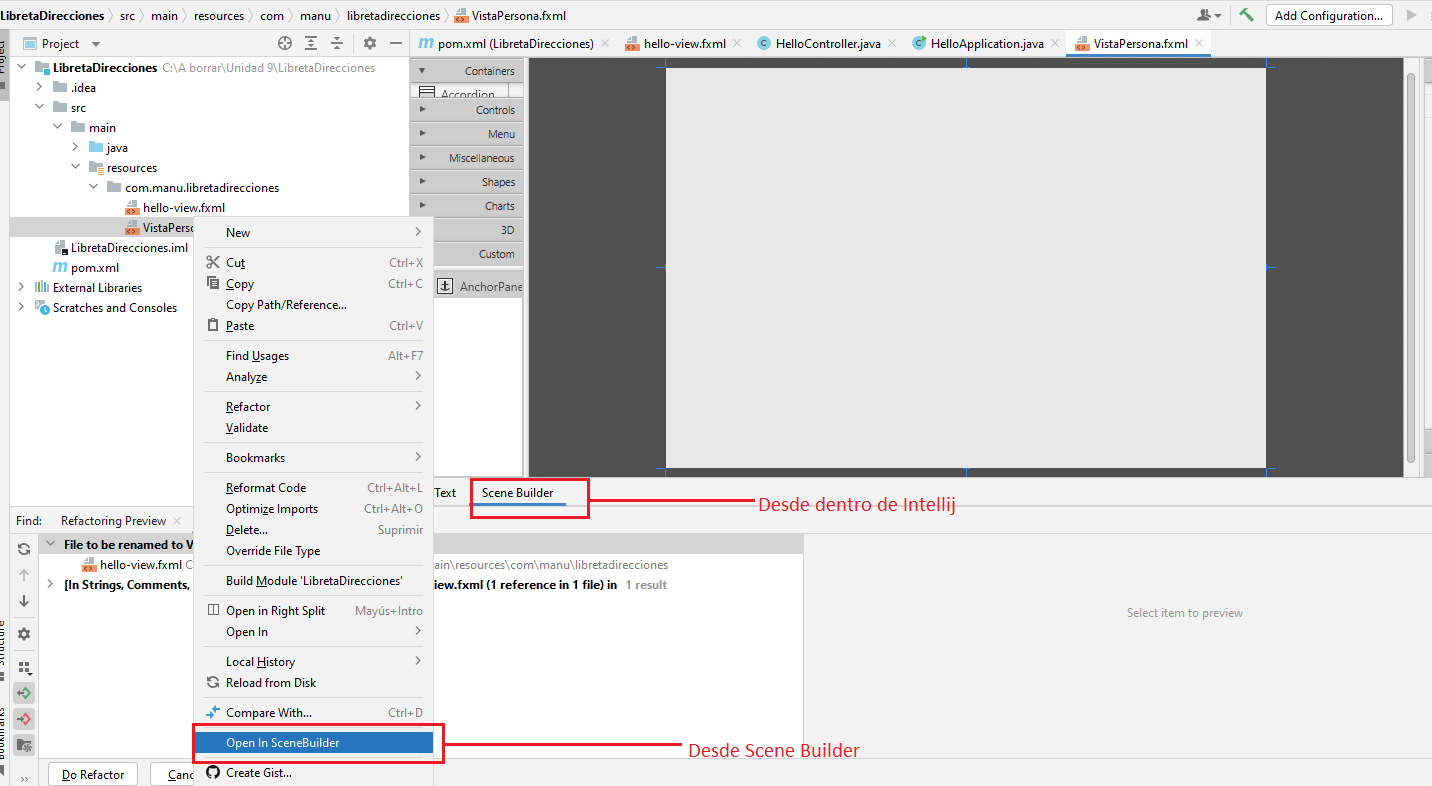 LibretaDirecciones src main resources com manu libretadirecciones VistaPersona.fxml
Add Configuration...
Project
pom.xml (LibretaDirecciones)
hello-view.fxml
HelloController.java
HelloApplication.java
VistaPersona.fxml
Project
LibretaDirecciones C:\A borrar\Unidad 9\LibretaDirecciones
.idea
src
main
java
resources
com.manu.libretadirecciones
hello-view.fxml
VistaPerso
LibretaDirecciones.iml
pom.xml
External Libraries
Scratches and Consoles
Containers
Accordion
Controls
Menu
Miscellaneous
Shapes
Charts
3D
Custom
AnchorPane
New
Cut Ctrl+X
Copy Ctrl+C
Copy Path/Reference...
Paste Ctrl+V
Find Usages Alt+F7
Analyze
Refactor
Validate
Bookmarks
Reformat Code Ctrl+Alt+L
Optimize Imports Ctrl+Alt+O
Delete... Suprimir
Override File Type
Build Module 'LibretaDirecciones'
Open in Right Split Mayús+Intro
Open In
Local History
Reload from Disk
Compare With... Ctrl+D
Open In SceneBuilder
Create Gist...
Text
Scene Builder
Desde dentro de Intellij
Desde Scene Builder
Find: Refactoring Preview
File to be renamed to V
hello-view.fxml C
ain\resources\com\manu\libretadirecciones
[In Strings, Comments,
iew.fxml (1 reference in 1 file) in 1 result
Select item to preview
Structure
Bookmarks
Do Refactor
Canc